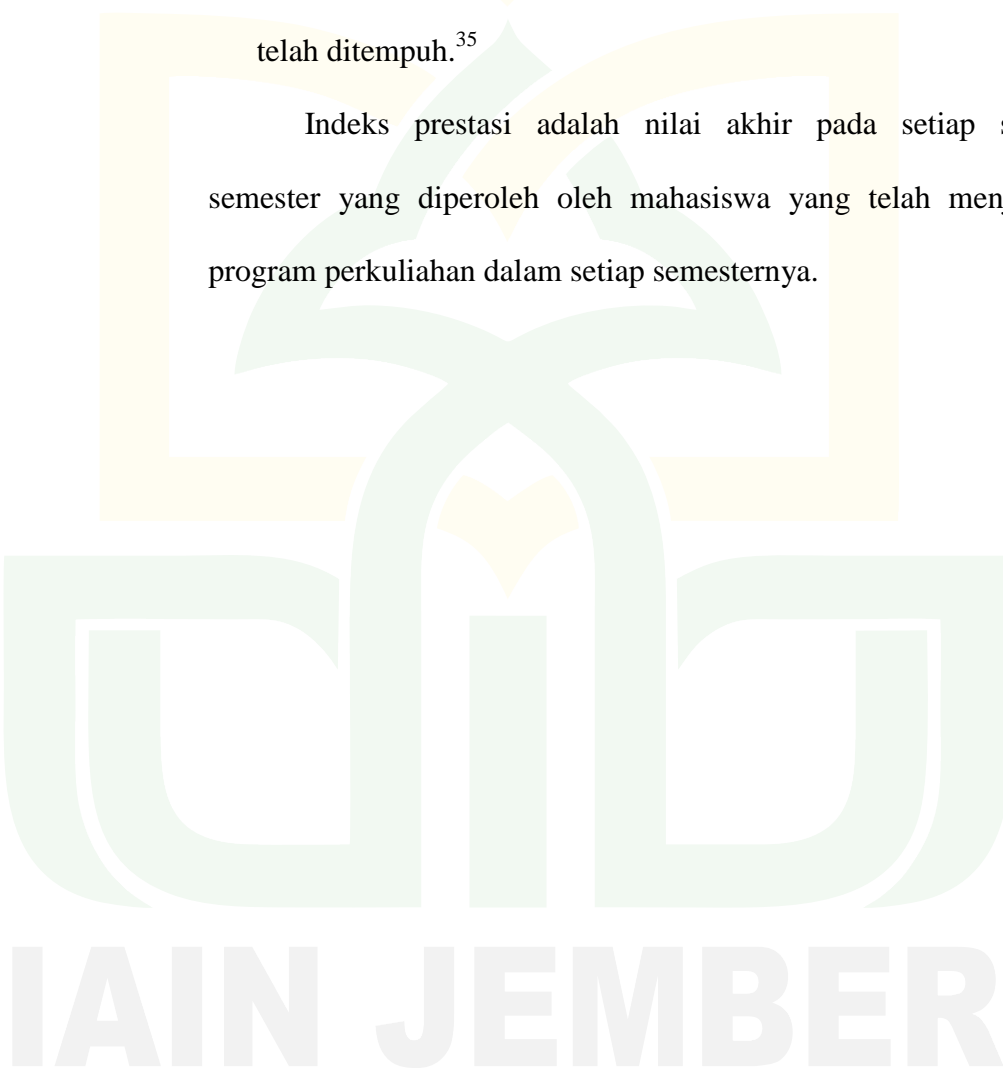 telah ditempuh.35
Indeks prestasi adalah nilai akhir pada setiap
semester yang diperoleh oleh mahasiswa yang telah
program perkuliahan dalam setiap semesternya.
IAIN JEMBER